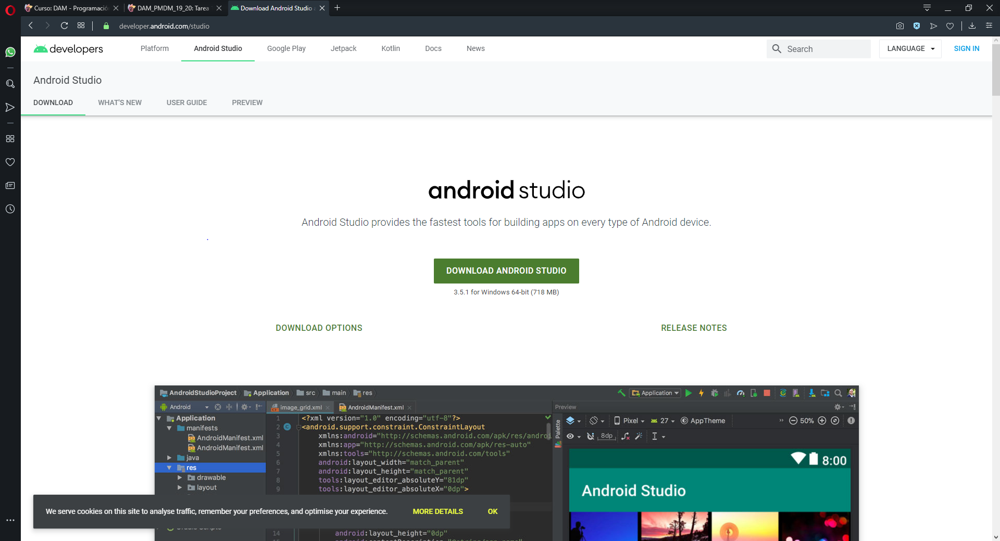 Curso: DAM - Programació
DAM_PMDM_19_20: Tarea
Download Android Studio
developer.android.com/studio
developers
Platform
Android Studio
Google Play
Jetpack
Kotlin
Docs
News
Search
LANGUAGE
SIGN IN
Android Studio
DOWNLOAD
WHAT'S NEW
USER GUIDE
PREVIEW
android studio
Android Studio provides the fastest tools for building apps on every type of Android device.
DOWNLOAD ANDROID STUDIO
3.5.1 for Windows 64-bit (718 MB)
DOWNLOAD OPTIONS
RELEASE NOTES
AndroidStudioProject
Application
src
main
res
Application
Android
image_grid.xml
AndroidManifest.xml
Preview
Application
manifests
AndroidManifest.xml
AndroidManifest.xml
java
res
drawable
layout
1 <?xml version="1.0" encoding="utf-8"?>
2 <android.support.constraint.ConstraintLayout
3 xmlns:android="http://schemas.android.com/apk/res/androi
4 xmlns:app="http://schemas.android.com/apk/res-auto"
5 xmlns:tools="http://schemas.android.com/tools"
6 android:layout_width="match_parent"
7 android:layout_height="match_parent"
8 tools:layout_editor_absoluteY="81dp"
9 tools:layout_editor_absoluteX="0dp">
14 android:layout_height="0dp"
Palette
Pixel
27
AppTheme
50%
8dp
8:00
Android Studio
We serve cookies on this site to analyse traffic, remember your preferences, and optimise your experience.
MORE DETAILS
OK